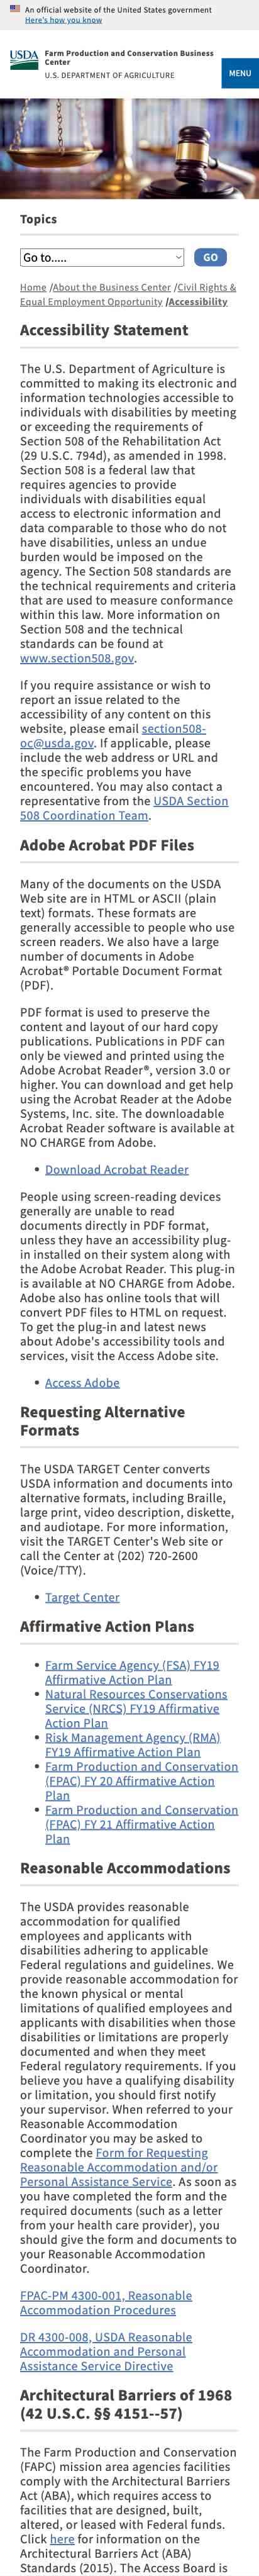 An official website of the United States government
Here's how you know
USDA
Farm Production and Conservation Business
Center
U.S. DEPARTMENT OF AGRICULTURE
MENU
Topics
Go to.....
GO
Home /About the Business Center /Civil Rights &
Equal Employment Opportunity /Accessibility
Accessibility Statement
The U.S. Department of Agriculture is
committed to making its electronic and
information technologies accessible to
individuals with disabilities by meeting
or exceeding the requirements of
Section 508 of the Rehabilitation Act
(29 U.S.C. 794d), as amended in 1998.
Section 508 is a federal law that
requires agencies to provide
individuals with disabilities equal
access to electronic information and
data comparable to those who do not
have disabilities, unless an undue
burden would be imposed on the
agency. The Section 508 standards are
the technical requirements and criteria
that are used to measure conformance
within this law. More information on
Section 508 and the technical
standards can be found at
www.section508.gov.
If you require assistance or wish to
report an issue related to the
accessibility of any content on this
website, please email section508-
oc@usda.gov. If applicable, please
include the web address or URL and
the specific problems you have
encountered. You may also contact a
representative from the USDA Section
508 Coordination Team.
Adobe Acrobat PDF Files
Many of the documents on the USDA
Web site are in HTML or ASCII (plain
text) formats. These formats are
generally accessible to people who use
screen readers. We also have a large
number of documents in Adobe
Acrobat® Portable Document Format
(PDF).
PDF format is used to preserve the
content and layout of our hard copy
publications. Publications in PDF can
only be viewed and printed using the
Adobe Acrobat Reader®, version 3.0 or
higher. You can download and get help
using the Acrobat Reader at the Adobe
Systems, Inc. site. The downloadable
Acrobat Reader software is available at
NO CHARGE from Adobe.
• Download Acrobat Reader
People using screen-reading devices
generally are unable to read
documents directly in PDF format,
unless they have an accessibility plug-
in installed on their system along with
the Adobe Acrobat Reader. This plug-in
is available at NO CHARGE from Adobe.
Adobe also has online tools that will
convert PDF files to HTML on request.
To get the plug-in and latest news
about Adobe's accessibility tools and
services, visit the Access Adobe site.
• Access Adobe
Requesting Alternative
Formats
The USDA TARGET Center converts
USDA information and documents into
alternative formats, including Braille,
large print, video description, diskette,
and audiotape. For more information,
visit the TARGET Center's Web site or
call the Center at (202) 720-2600
(Voice/TTY).
• Target Center
Affirmative Action Plans
• Farm Service Agency (FSA) FY19
Affirmative Action Plan
• Natural Resources Conservations
Service (NRCS) FY19 Affirmative
Action Plan
• Risk Management Agency (RMA)
FY19 Affirmative Action Plan
• Farm Production and Conservation
(FPAC) FY 20 Affirmative Action
Plan
• Farm Production and Conservation
(FPAC) FY 21 Affirmative Action
Plan
Reasonable Accommodations
The USDA provides reasonable
accommodation for qualified
employees and applicants with
disabilities adhering to applicable
Federal regulations and guidelines. We
provide reasonable accommodation for
the known physical or mental
limitations of qualified employees and
applicants with disabilities when those
disabilities or limitations are properly
documented and when they meet
Federal regulatory requirements. If you
believe you have a qualifying disability
or limitation, you should first notify
your supervisor. When referred to your
Reasonable Accommodation
Coordinator you may be asked to
complete the Form for Requesting
Reasonable Accommodation and/or
Personal Assistance Service. As soon as
you have completed the form and the
required documents (such as a letter
from your health care provider), you
should give the form and documents to
your Reasonable Accommodation
Coordinator.
FPAC-PM 4300-001, Reasonable
Accommodation Procedures
DR 4300-008, USDA Reasonable
Accommodation and Personal
Assistance Service Directive
Architectural Barriers of 1968
(42 U.S.C. §§ 4151--57)
The Farm Production and Conservation
(FAPC) mission area agencies facilities
comply with the Architectural Barriers
Act (ABA), which requires access to
facilities that are designed, built,
altered, or leased with Federal funds.
Click here for information on the
Architectural Barriers Act (ABA)
Standards (2015). The Access Board is